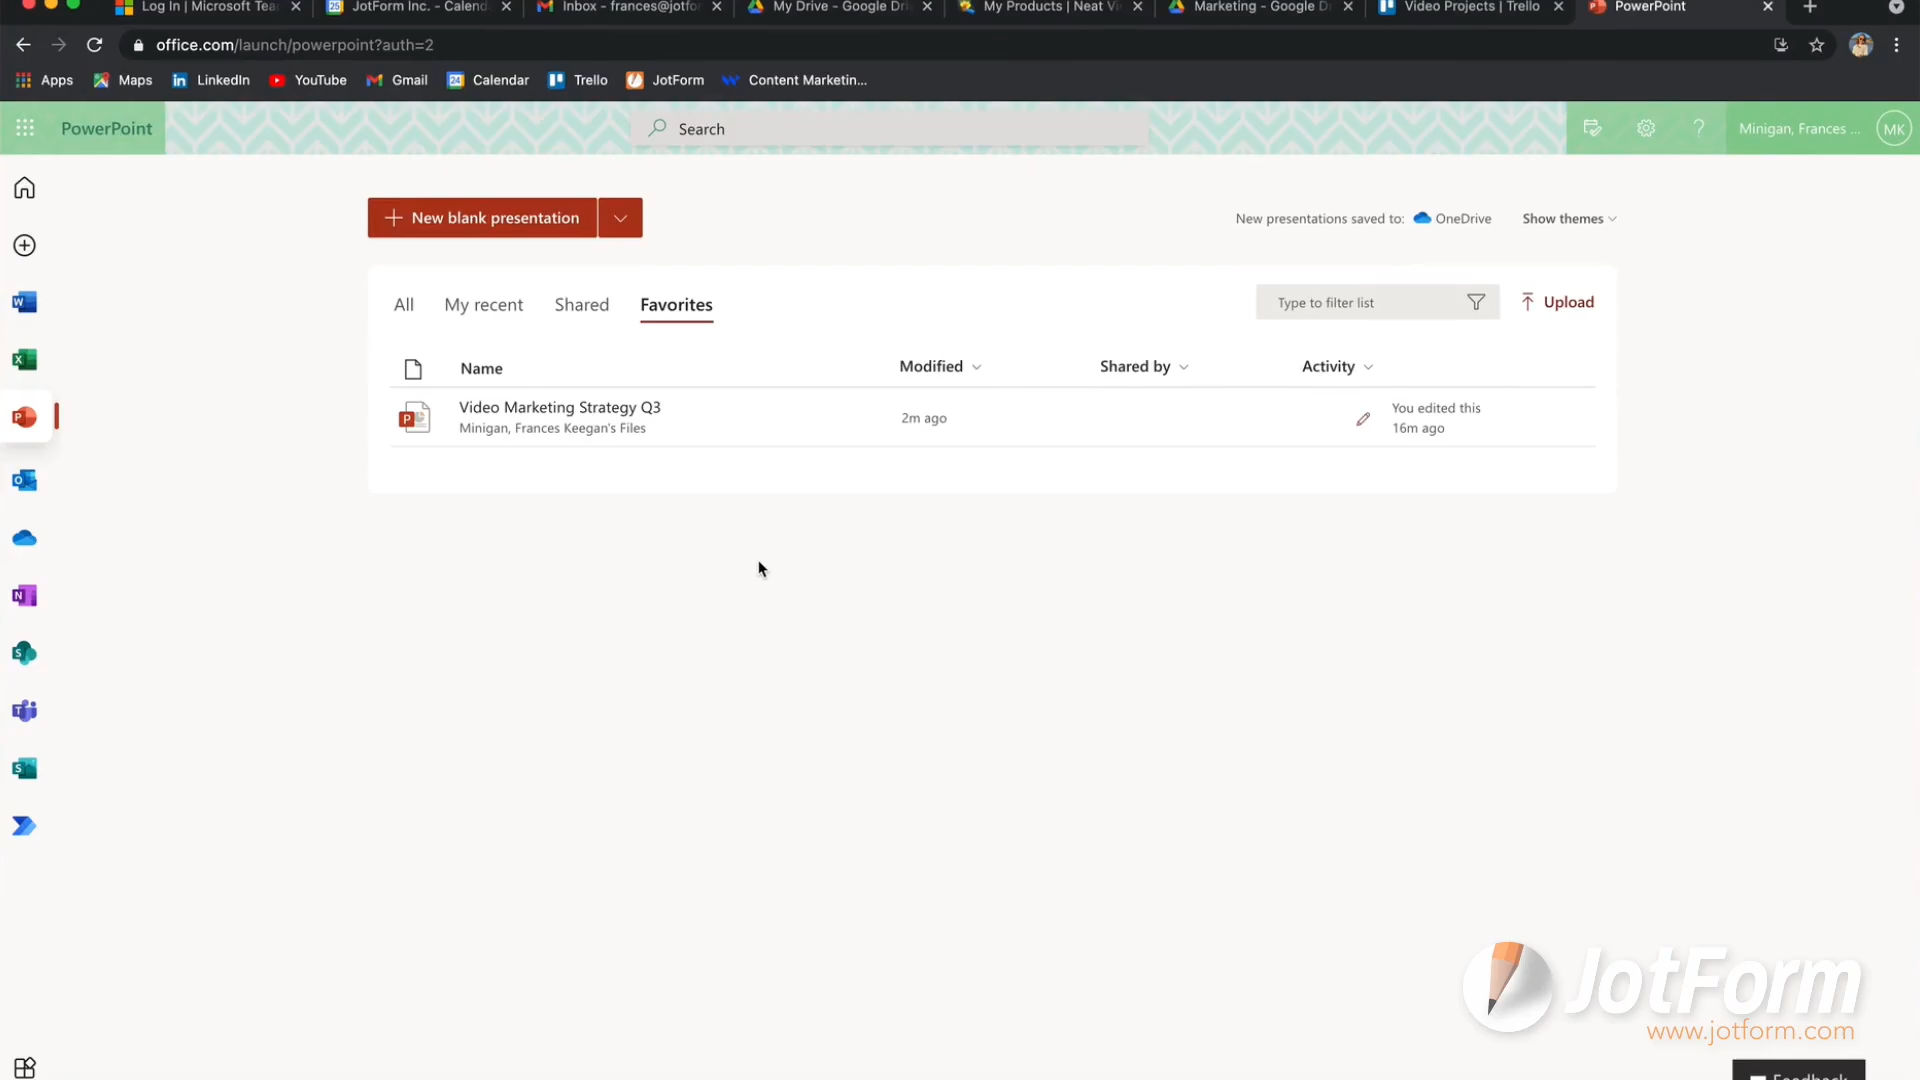 Log In | Microsoft Tea
JotForm Inc. - Calend
Inbox - frances@jotfor
My Drive - Google Dri
My Products | Neat Vi
Marketing - Google D
Video Projects | Trello
PowerPoint
office.com/launch/powerpoint?auth=2
Apps
Maps
LinkedIn
YouTube
Gmail
Calendar
Trello
JotForm
Content Marketin...
PowerPoint
Search
Minigan, Frances ...
MK
New blank presentation
New presentations saved to: OneDrive
Show themes
All
My recent
Shared
Favorites
Type to filter list
Upload
Name
Modified
Shared by
Activity
Video Marketing Strategy Q3
Minigan, Frances Keegan's Files
2m ago
You edited this
16m ago
JotForm
www.jotform.com
Feedback